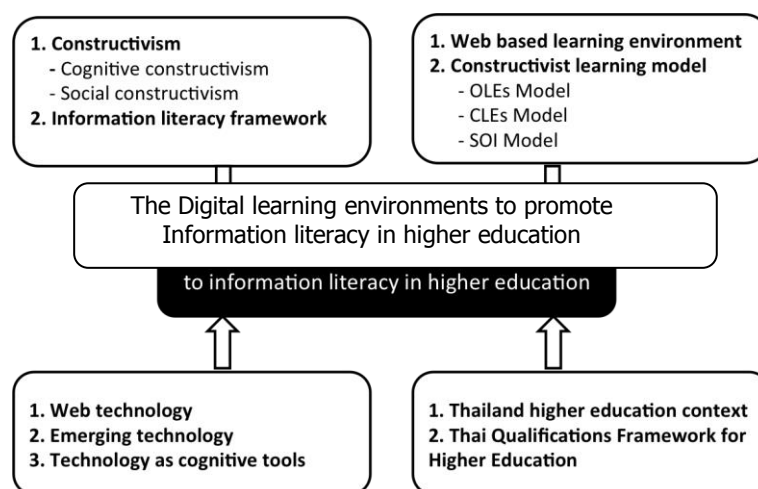 1. Constructivism
- Cognitive constructivism
- Social constructivism
2. Information literacy framework
1. Web based learning environment
2. Constructivist learning model
- OLEs Model
- CLEs Model
- SOI Model
The Digital learning environments to promote
Information literacy in higher education
to information literacy in higher education
1. Web technology
2. Emerging technology
3. Technology as cognitive tools
1. Thailand higher education context
2. Thai Qualifications Framework for
Higher Education